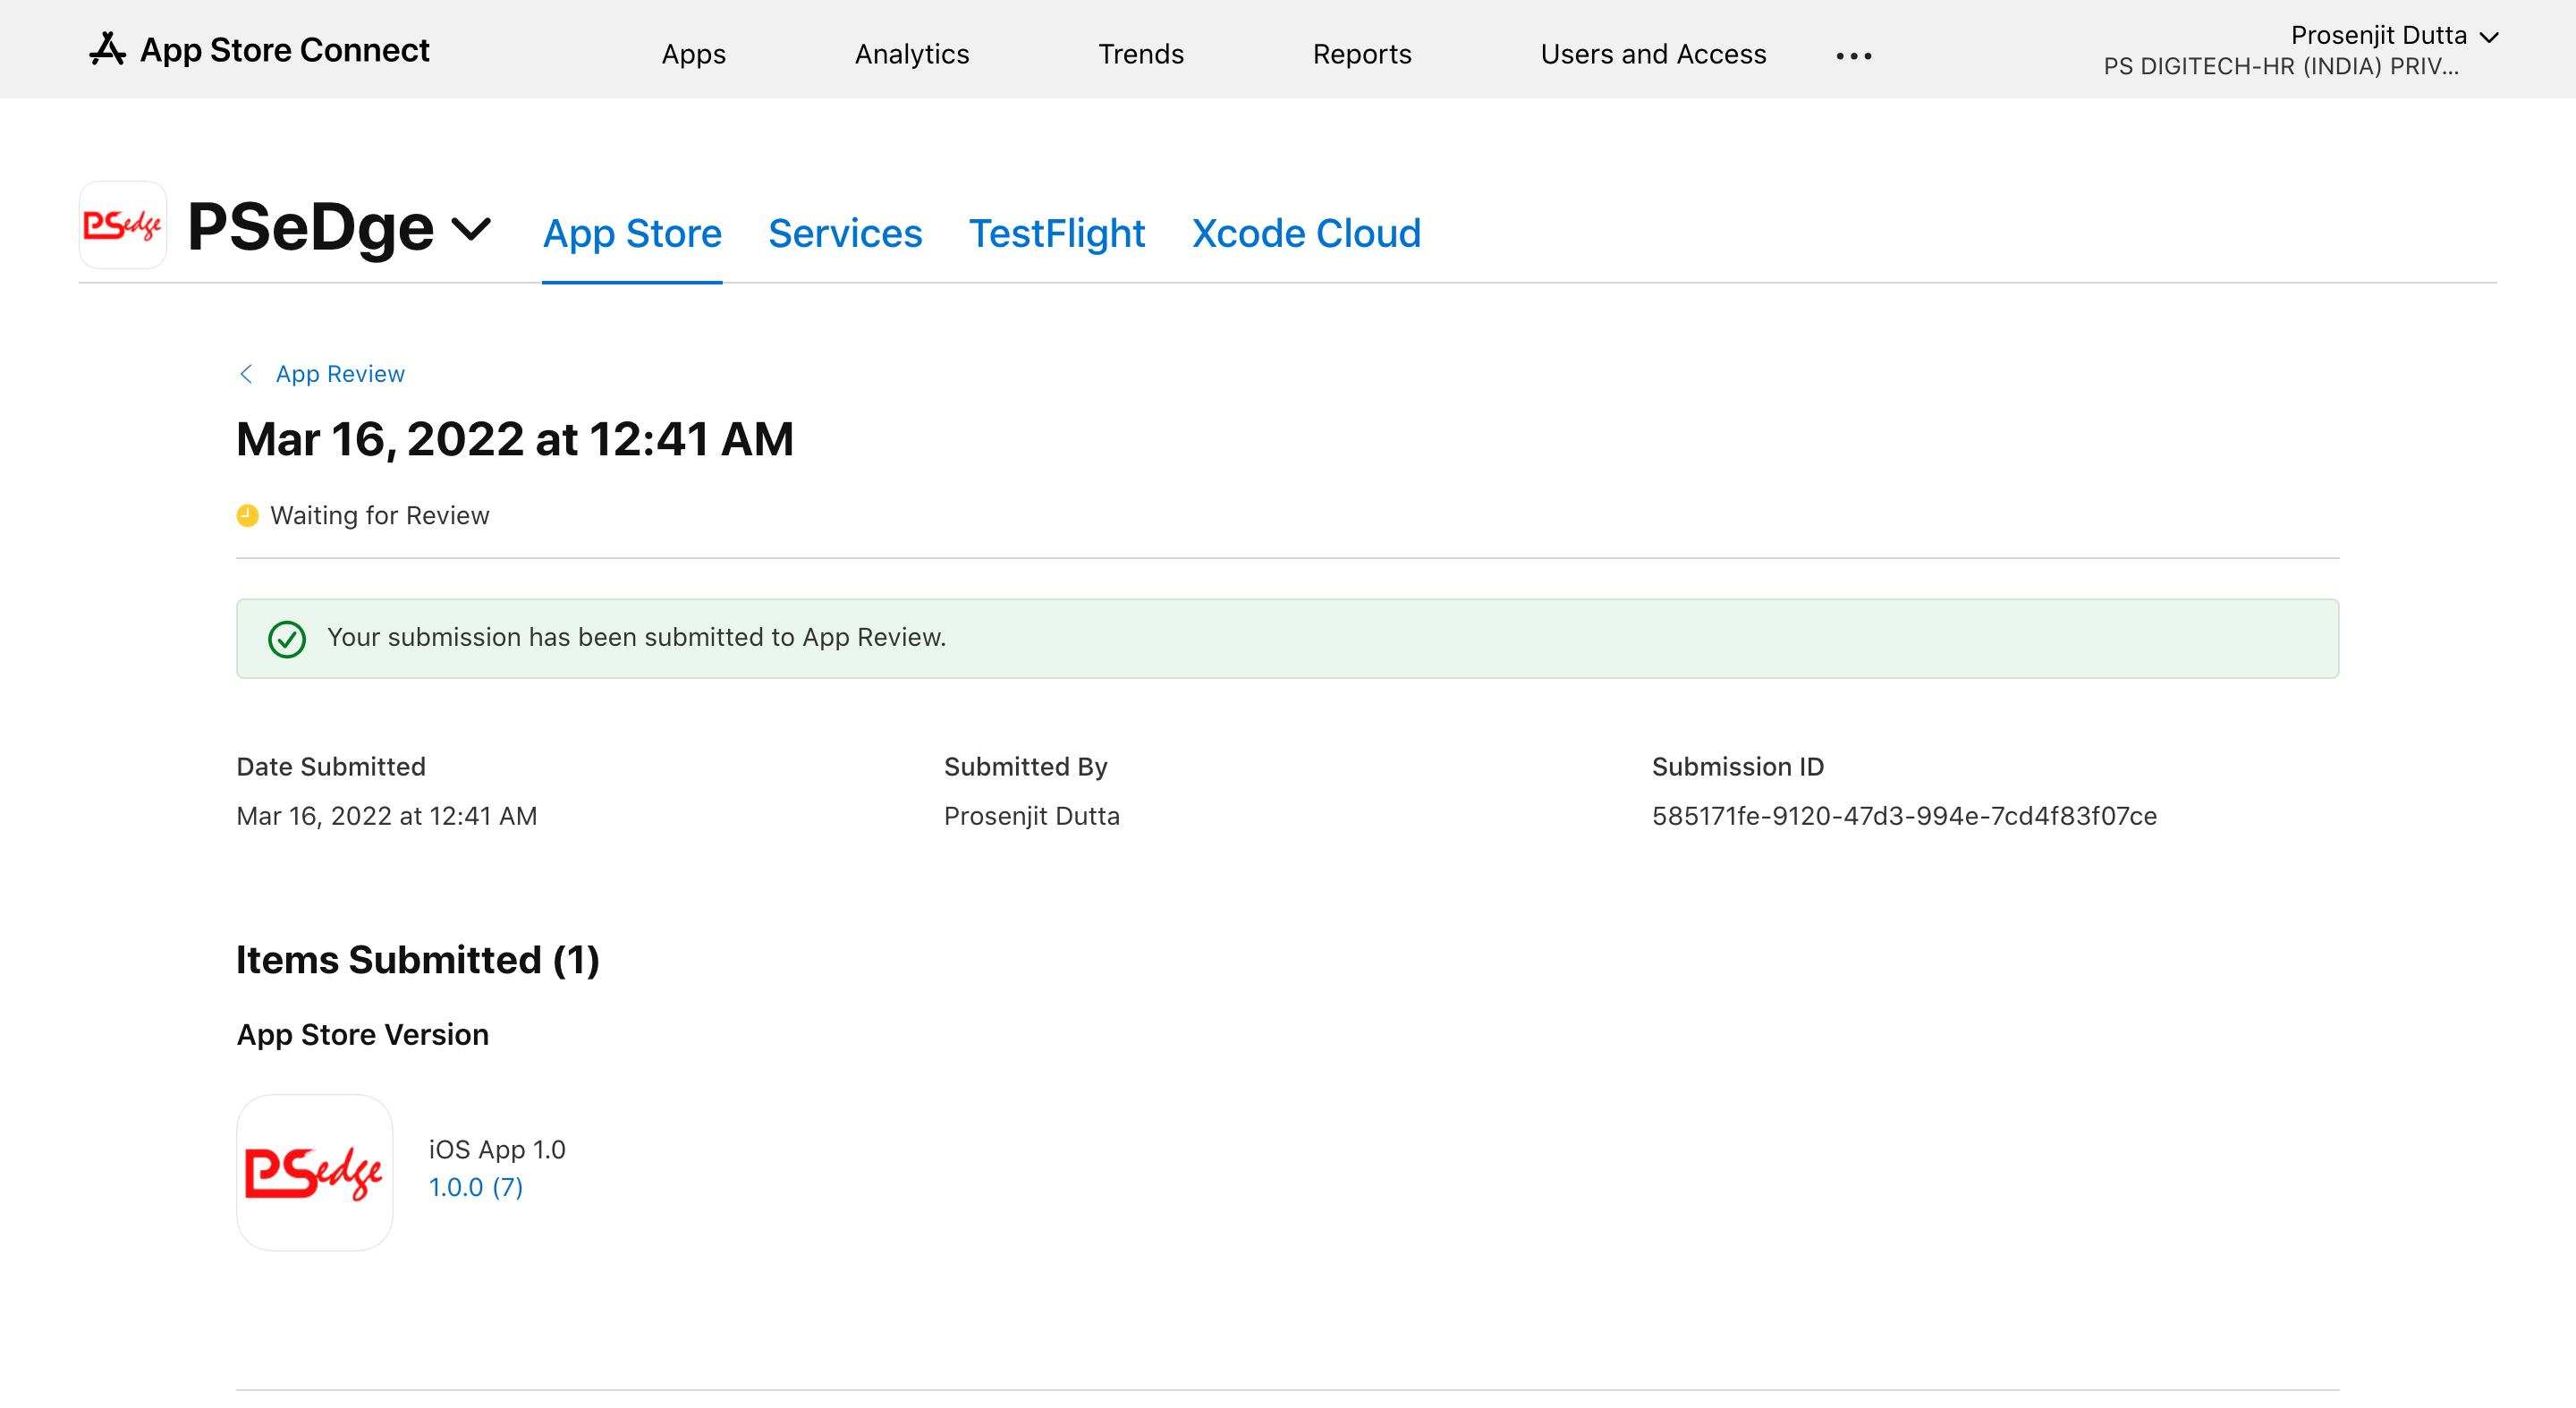 App Store Connect
Apps
Analytics
Trends
Reports
Users and Access
Prosenjit Dutta
PS DIGITECH-HR (INDIA) PRIV...
PSedge
PSeDge
App Store
Services
TestFlight
Xcode Cloud
App Review
Mar 16, 2022 at 12:41 AM
Waiting for Review
Your submission has been submitted to App Review.
Date Submitted
Mar 16, 2022 at 12:41 AM
Submitted By
Prosenjit Dutta
Submission ID
585171fe-9120-47d3-994e-7cd4f83f07ce
Items Submitted (1)
App Store Version
PSedge
iOS App 1.0
1.0.0 (7)